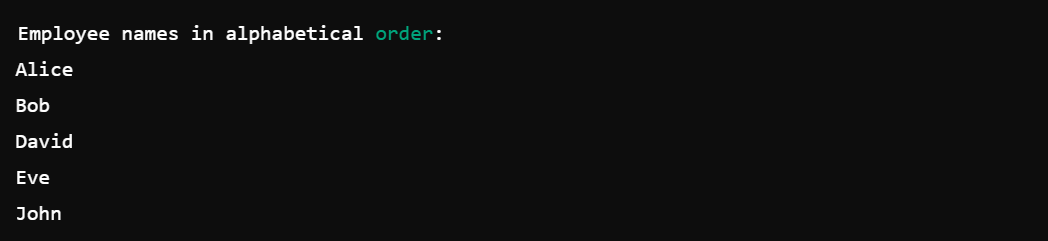 Employee names in alphabetical order:
Alice
Bob
David
Eve
John